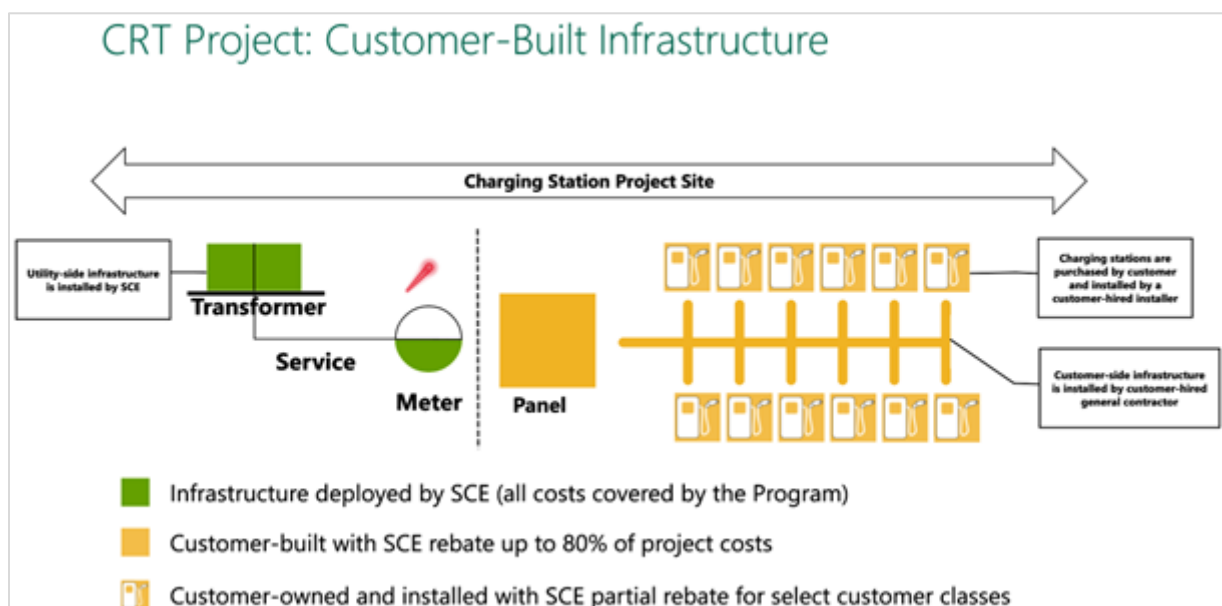 CRT Project: Customer-Built Infrastructure
Charging Station Project Site
Utility-side infrastructure
is installed by SCE
Transformer
Service
Meter
Panel
Charging stations are
purchased by customer
and installed by a
customer-hired installer
Customer-side infrastructure
is installed by customer-hired
general contractor
Infrastructure deployed by SCE (all costs covered by the Program)
Customer-built with SCE rebate up to 80% of project costs
Customer-owned and installed with SCE partial rebate for select customer classes